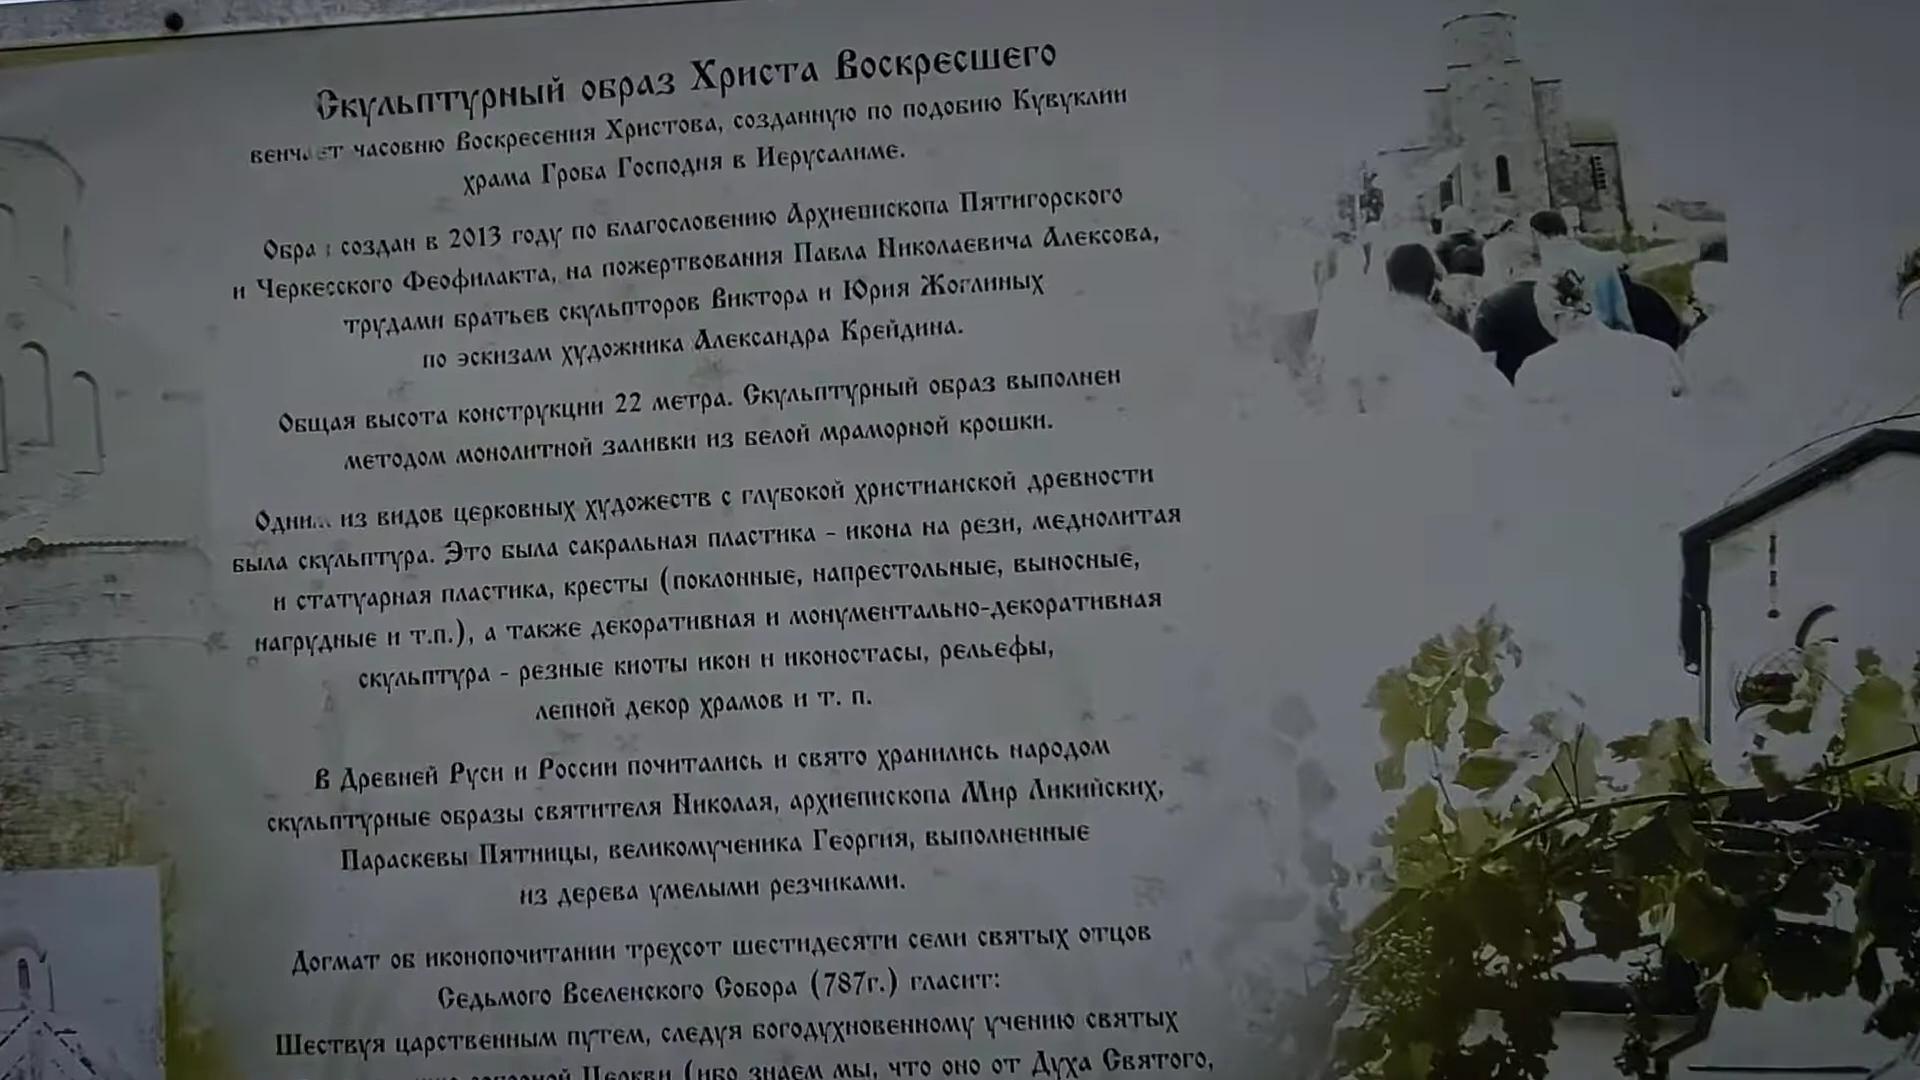 Скульптурный образ Христа Воскресшего
венчает часовню Воскресения Христова, созданную по подобию Кувуклии
храма Гроба Господня в Иерусалиме.
Образ создан в 2013 году по благословению Архиепископа Пятигорского
и Черкесского Феофилакта, на пожертвования Павла Николаевича Алексова,
трудами братьев скульпторов Виктора и Юрия Жоглиных
по эскизам художника Александра Крейдина.
Общая высота конструкции 22 метра. Скульптурный образ выполнен
методом монолитной заливки из белой мраморной крошки.
Одним из видов церковных художеств с глубокой христианской древности
была скульптура. Это была сакральная пластика - икона на рези, меднолитая
и статуарная пластика, кресты (поклонные, напрестольные, выносные,
нагрудные и т.п.), а также декоративная и монументально-декоративная
скульптура - резные киоты икон и иконостасы, рельефы,
лепной декор храмов и т. п.
В Древней Руси и России почитались и свято хранились народом
скульптурные образы святителя Николая, архиепископа Мир Ликийских,
Параскевы Пятницы, великомученика Георгия, выполненные
из дерева умелыми резчиками.
Догмат об иконопочитании трехсот шестидесяти семи святых отцов
Седьмого Вселенского Собора (787г.) гласит:
Шествуя царственным путем, следуя богодухновенному учению святых
Церкви (ибо знаем мы, что оно от Духа Святого,